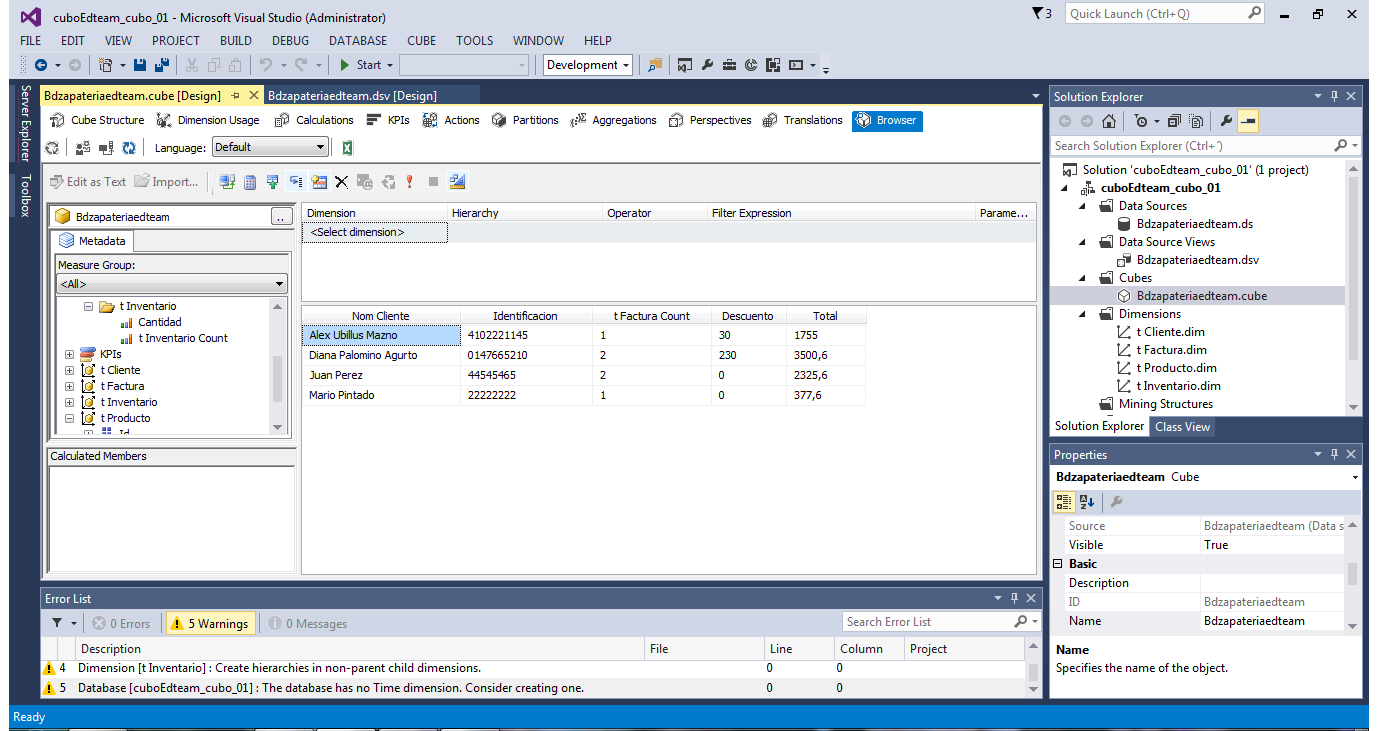 cuboEdteam_cubo_01 - Microsoft Visual Studio (Administrator)
3
Quick Launch (Ctrl+Q)
FILE EDIT VIEW PROJECT BUILD DEBUG DATABASE CUBE TOOLS WINDOW HELP
Start
Development
Server Explorer
Toolbox
Bdzapateriaedteam.cube [Design]
Bdzapateriaedteam.dsv [Design]
Cube Structure Dimension Usage Calculations KPIs Actions Partitions Aggregations Perspectives Translations Browser
Language: Default
Edit as Text Import...
Bdzapateriaedteam
..
Metadata
Measure Group:
<All>
t Inventario
Cantidad
t Inventario Count
KPIs
t Cliente
t Factura
t Inventario
t Producto
Id
Calculated Members
Dimension Hierarchy Operator Filter Expression Parame...
<Select dimension>
Nom Cliente Identificacion t Factura Count Descuento Total
Alex Ubillus Mazno 4102221145 1 30 1755
Diana Palomino Agurto 0147665210 2 230 3500,6
Juan Perez 44545465 2 0 2325,6
Mario Pintado 22222222 1 0 377,6
Error List
0 Errors 5 Warnings 0 Messages
Search Error List
Description File Line Column Project
4 Dimension [t Inventario] : Create hierarchies in non-parent child dimensions. 0 0
5 Database [cuboEdteam_cubo_01] : The database has no Time dimension. Consider creating one. 0 0
Solution Explorer
Search Solution Explorer (Ctrl+´)
Solution 'cuboEdteam_cubo_01' (1 project)
cuboEdteam_cubo_01
Data Sources
Bdzapateriaedteam.ds
Data Source Views
Bdzapateriaedteam.dsv
Cubes
Bdzapateriaedteam.cube
Dimensions
t Cliente.dim
t Factura.dim
t Producto.dim
t Inventario.dim
Mining Structures
Solution Explorer Class View
Properties
Bdzapateriaedteam Cube
Source Bdzapateriaedteam (Data s
Visible True
Basic
Description
ID Bdzapateriaedteam
Name Bdzapateriaedteam
Name
Specifies the name of the object.
Ready